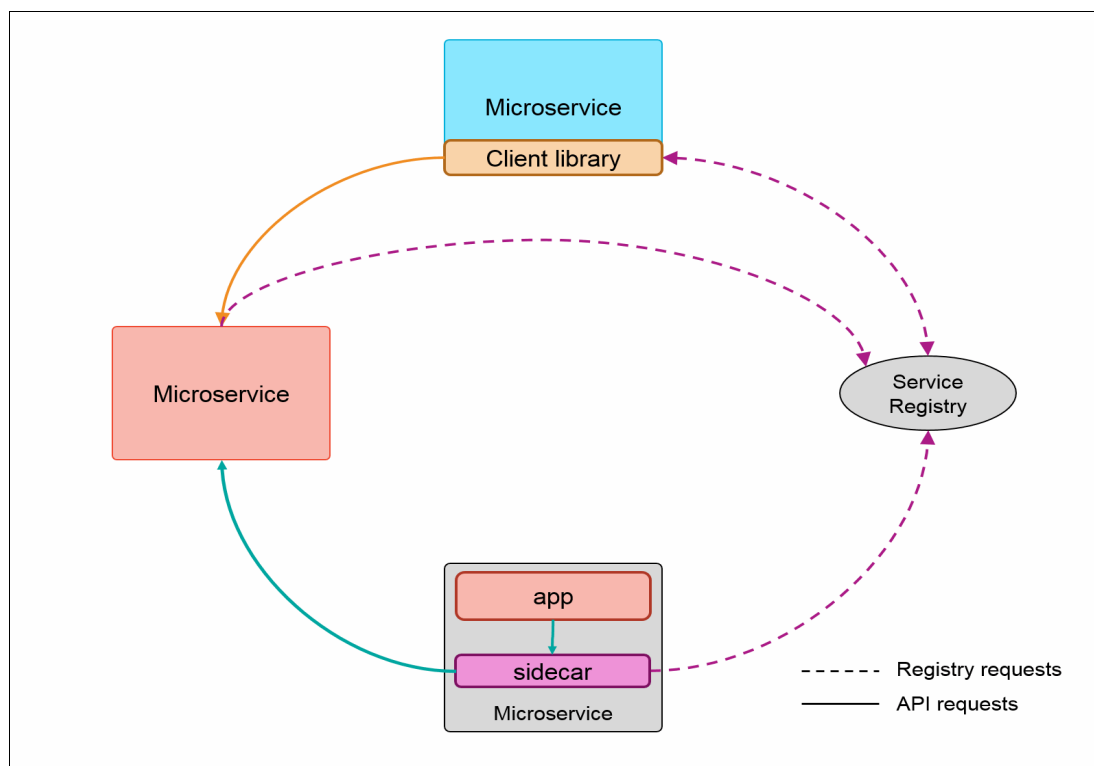 Microservice
Client library
Microservice
Service
Registry
app
sidecar
Microservice
Registry requests
API requests